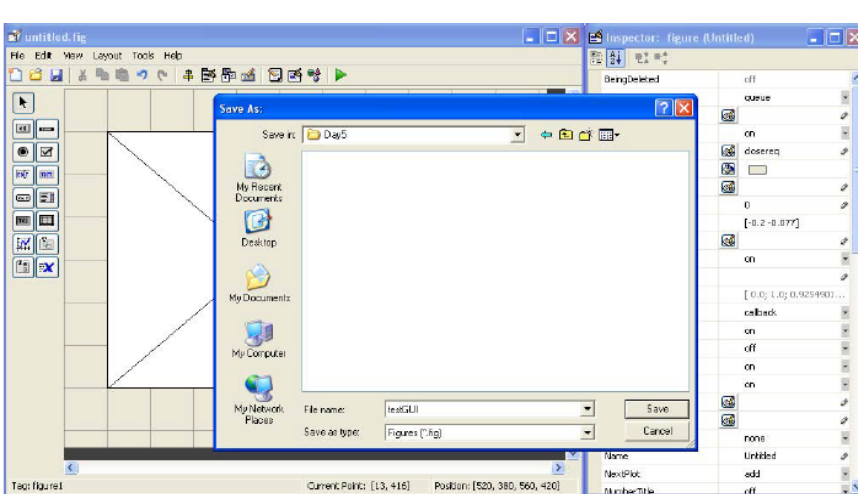 untitled.fig
File Edit View Layout Tools Help
Tag: figure1
Current Point: [13, 416]
Position: [520, 380, 560, 420]
Save As:
Save in:
Day5
My Recent
Documents
Desktop
My Documents
My Computer
My Network
Places
File name:
testGUI
Save
Save as type:
Figures (*.fig)
Cancel
Inspector: figure (Untitled)
BeingDeleted
off
queue
on
closereq
0
[-0.2 -0.077]
on
callback
on
off
on
on
none
Name
Untitled
NextPlot
add
NumberTitle
off